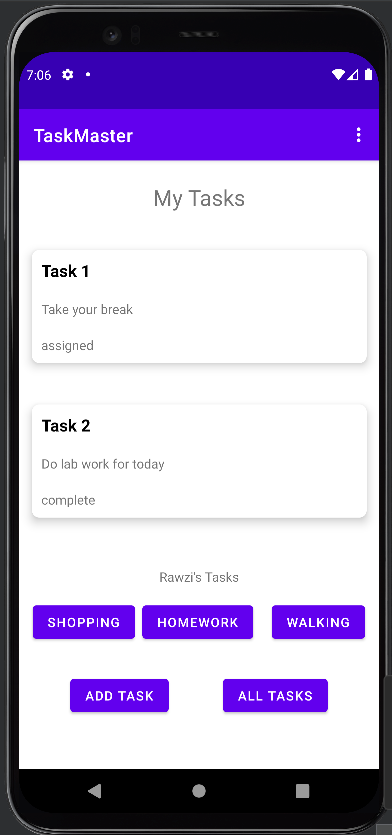 7:06
TaskMaster
My Tasks
Task 1
Take your break
assigned
Task 2
Do lab work for today
complete
Rawzi's Tasks
SHOPPING HOMEWORK WALKING
ADD TASK ALL TASKS